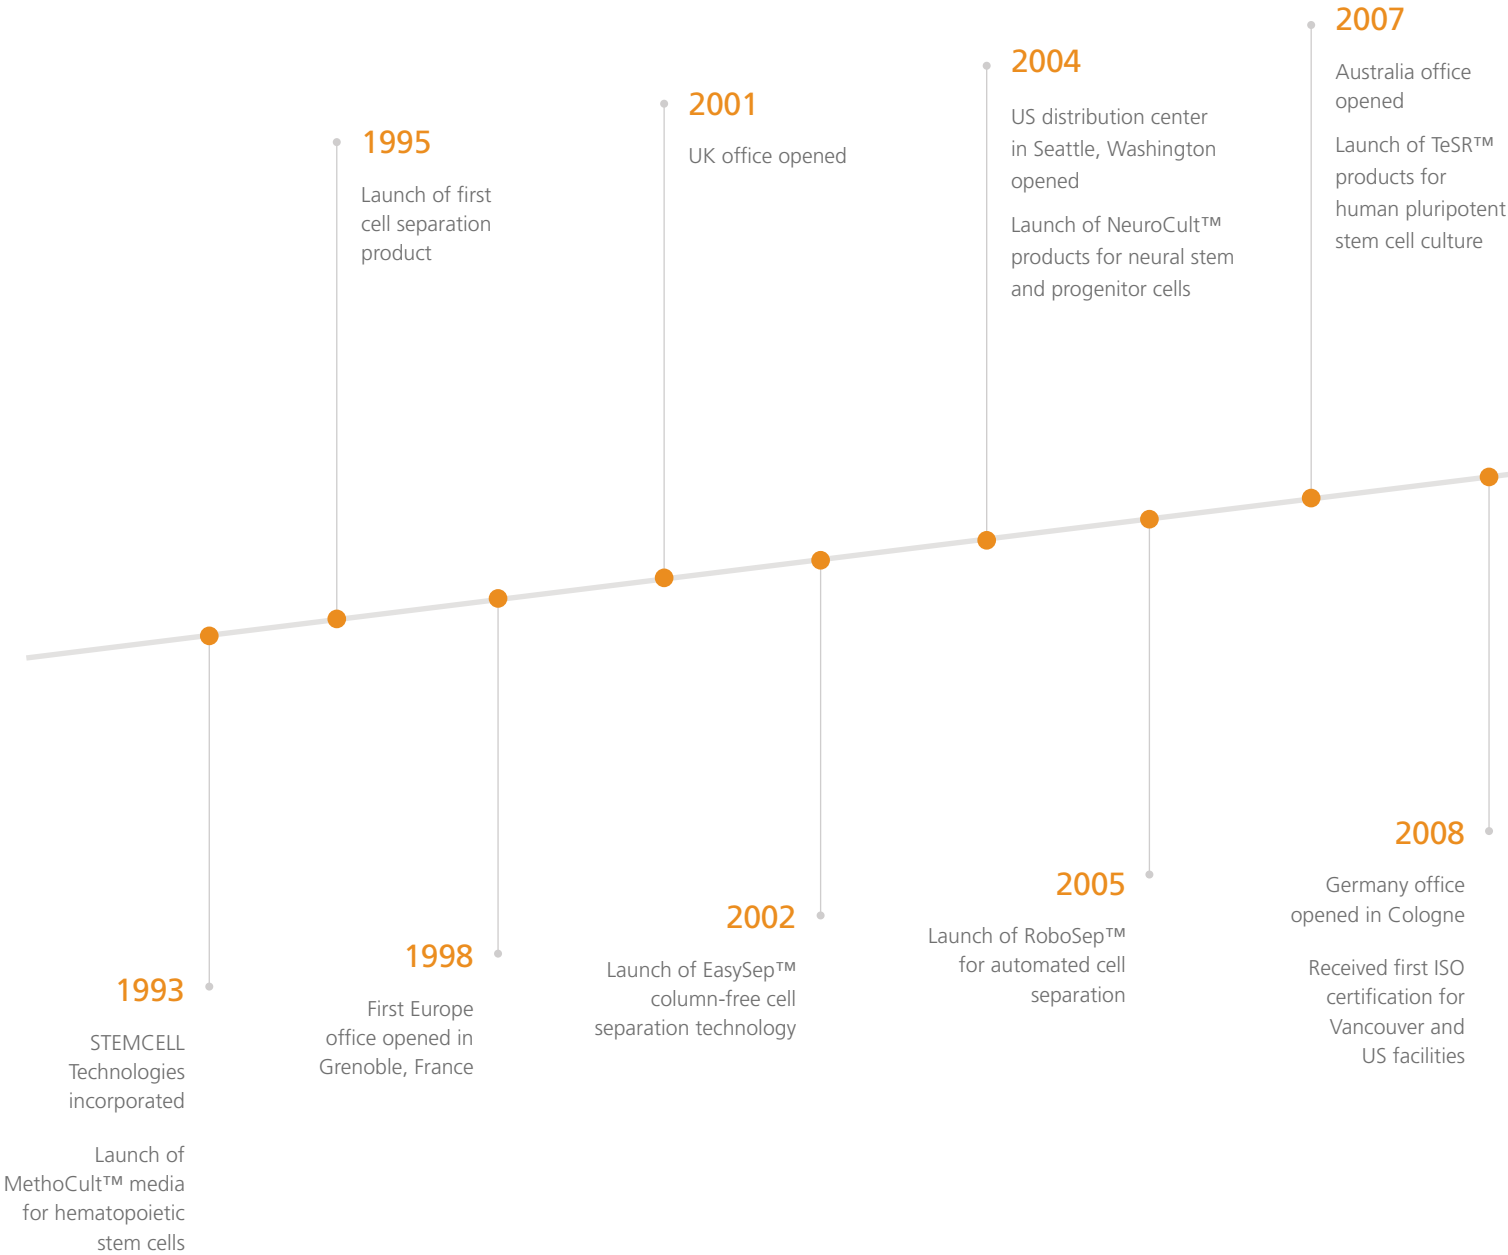 2007
Australia office
opened
Launch of TeSR™
products for
human pluripotent
stem cell culture
2004
US distribution center
in Seattle, Washington
opened
Launch of NeuroCult™
products for neural stem
and progenitor cells
2001
UK office opened
1995
Launch of first
cell separation
product
2008
Germany office
opened in Cologne
Received first ISO
certification for
Vancouver and
US facilities
2005
Launch of RoboSep™
for automated cell
separation
2002
Launch of EasySep™
column-free cell
separation technology
1998
First Europe
office opened in
Grenoble, France
1993
STEMCELL
Technologies
incorporated
Launch of
MethoCult™ media
for hematopoietic
stem cells